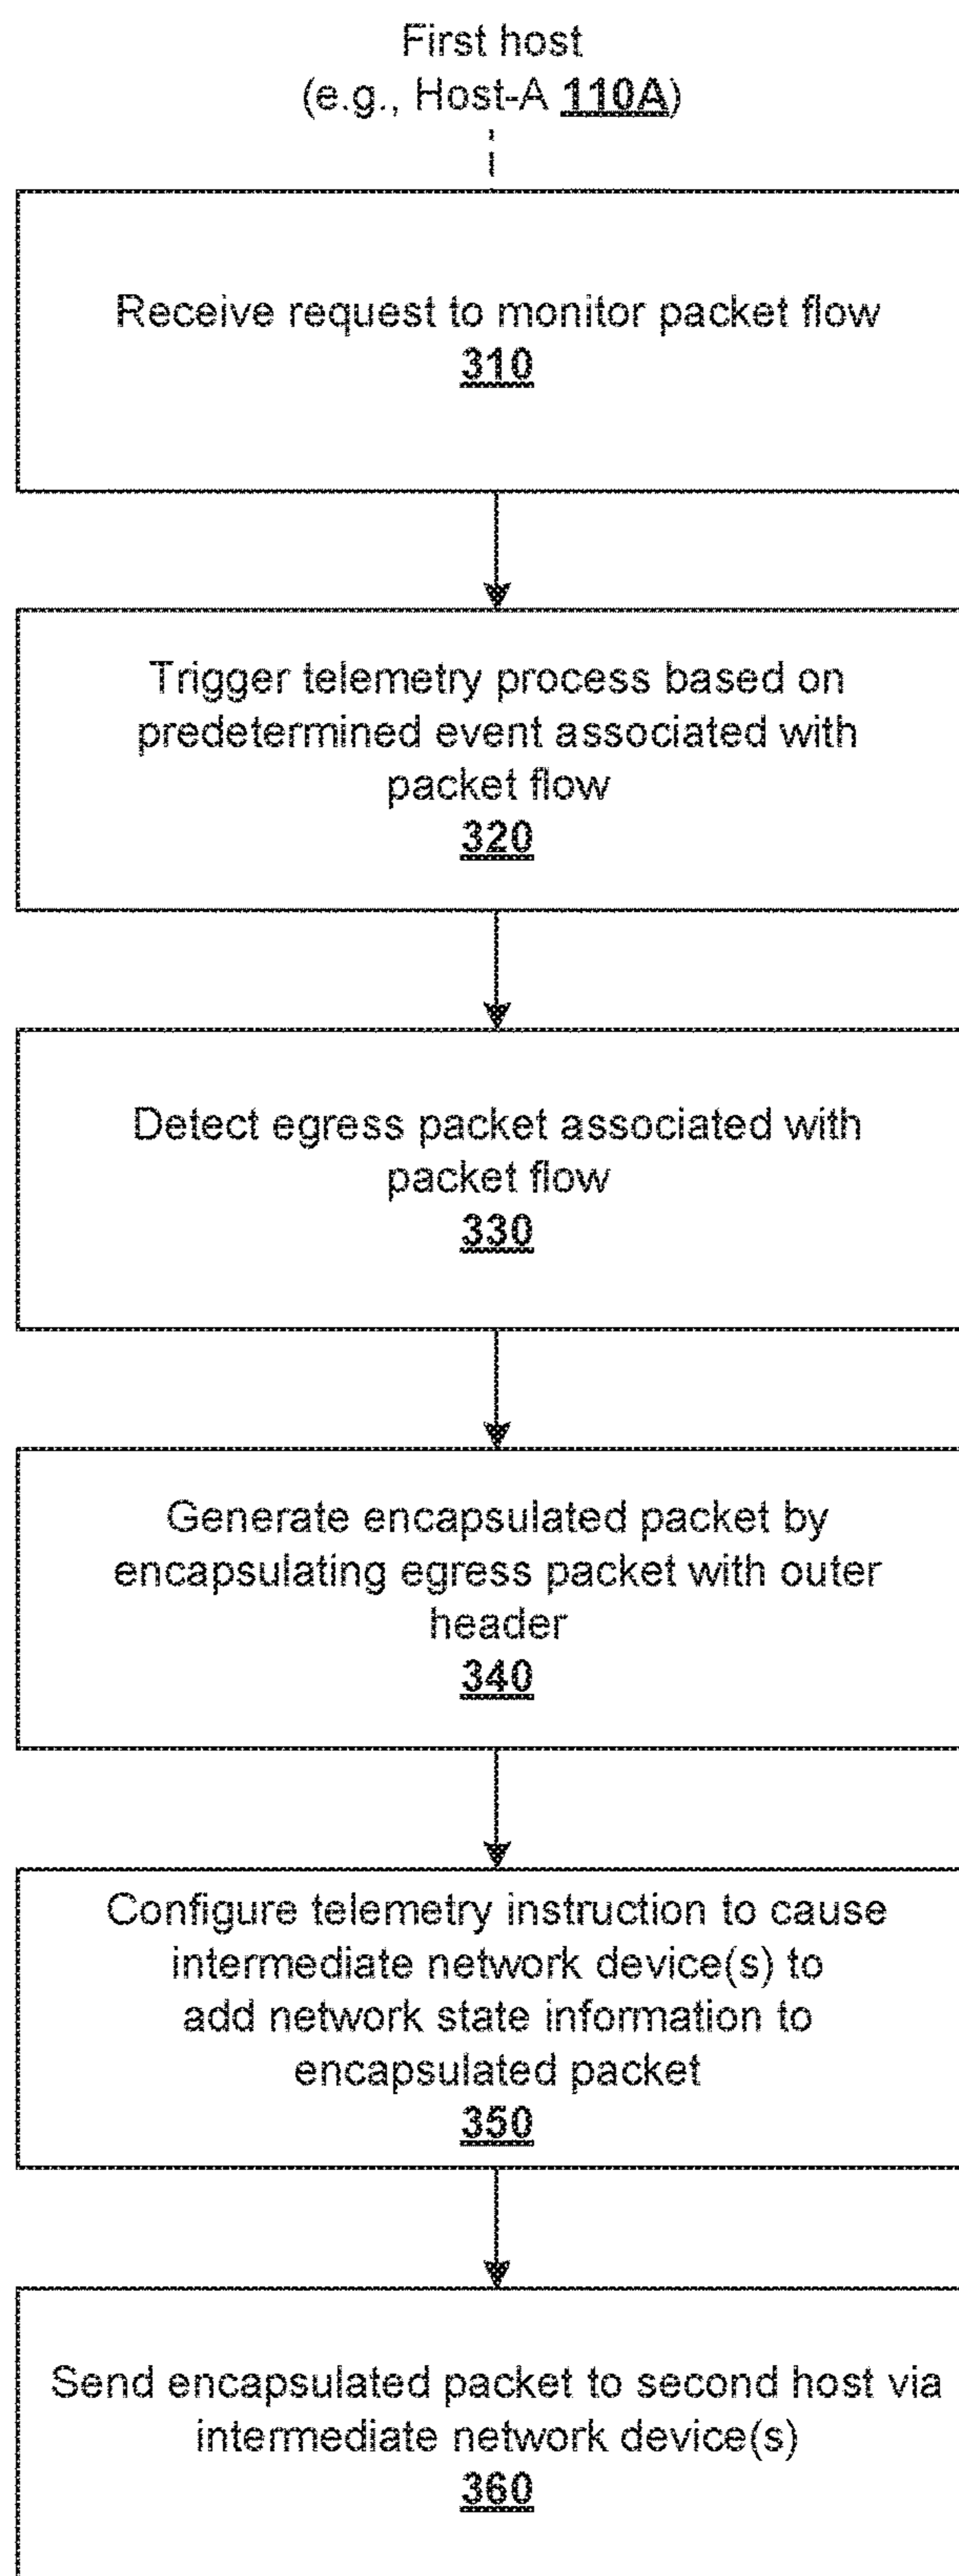 First host
(e.g., Host-A 110A)
Receive request to monitor packet flow
310
Trigger telemetry process based on
predetermined event associated with
packet flow
320
Detect egress packet associated with
packet flow
330
Generate encapsulated packet by
encapsulating egress packet with outer
header
340
Configure telemetry instruction to cause
intermediate network device(s) to
add network state information to
encapsulated packet
350
Send encapsulated packet to second host via
intermediate network device(s)
360